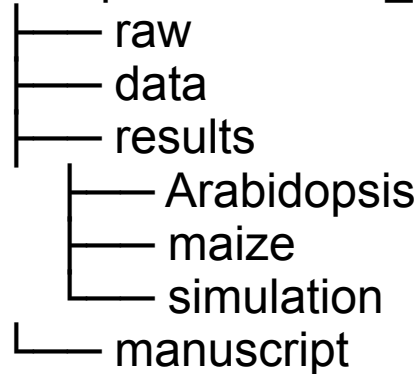 raw
data
results
Arabidopsis
maize
simulation
manuscript